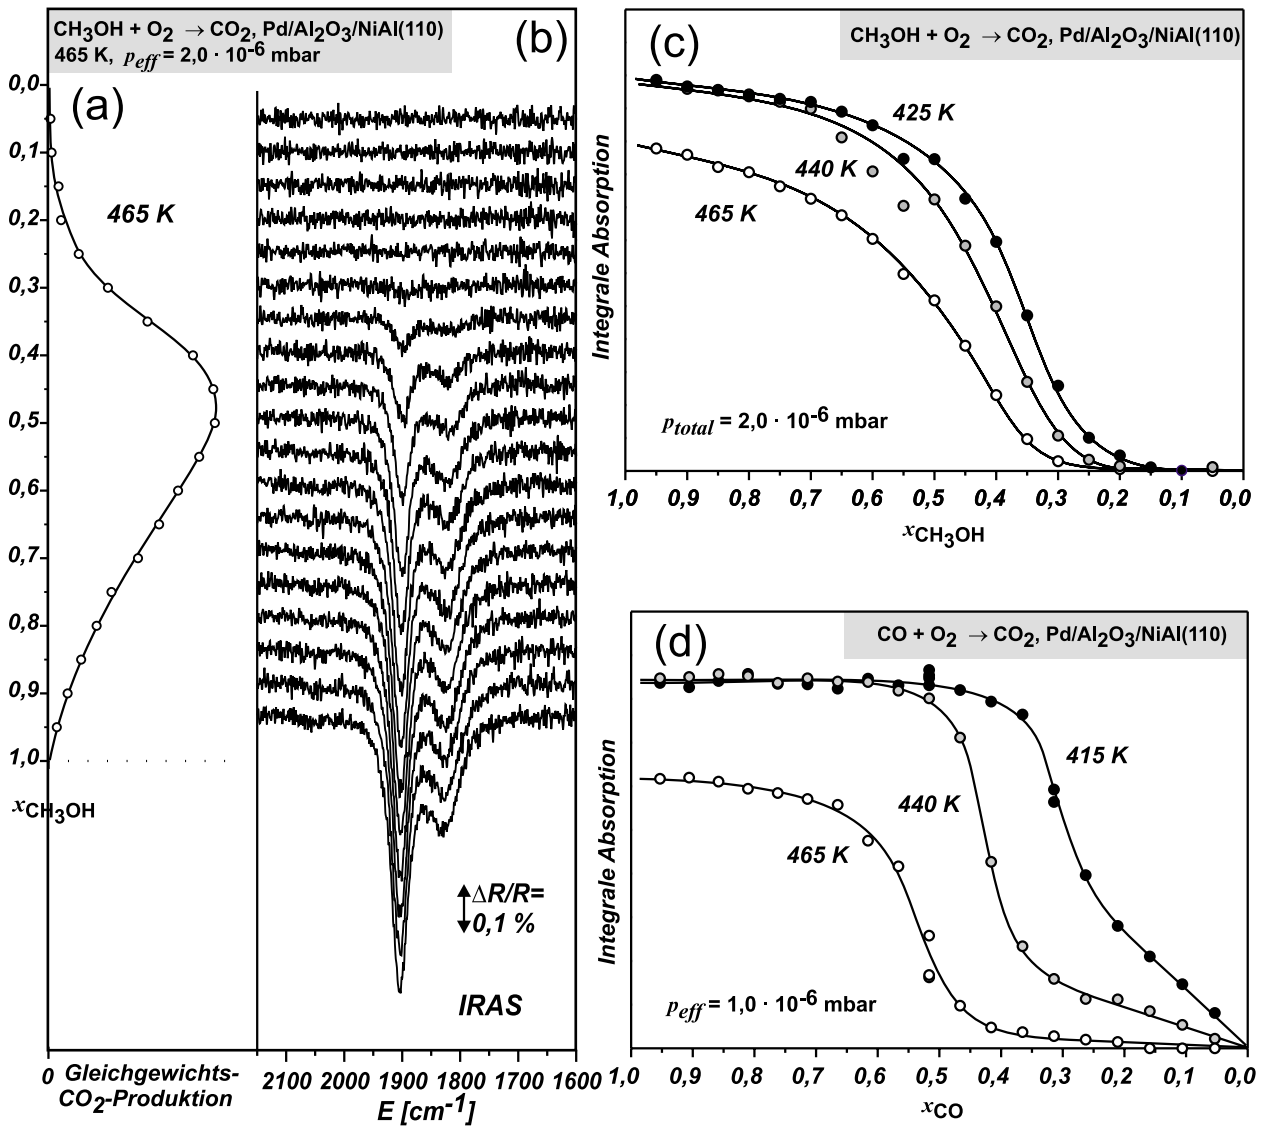 CH3OH + O2 → CO2, Pd/Al2O3/NiAl(110)
465 K, peff = 2,0 · 10-6 mbar
(a)
0,0
0,1
0,2
0,3
0,4
0,5
0,6
0,7
0,8
0,9
1,0
xCH3OH
465 K
0
Gleichgewichts-
CO2-Produktion
(b)
ΔR/R=
0,1 %
IRAS
2100 2000 1900 1800 1700 1600
E [cm-1]
(c)
CH3OH + O2 → CO2, Pd/Al2O3/NiAl(110)
425 K
440 K
465 K
Integrale Absorption
ptotal = 2,0 · 10-6 mbar
1,0 0,9 0,8 0,7 0,6 0,5 0,4 0,3 0,2 0,1 0,0
xCH3OH
(d)
CO + O2 → CO2, Pd/Al2O3/NiAl(110)
415 K
440 K
465 K
Integrale Absorption
peff = 1,0 · 10-6 mbar
1,0 0,9 0,8 0,7 0,6 0,5 0,4 0,3 0,2 0,1 0,0
xCO